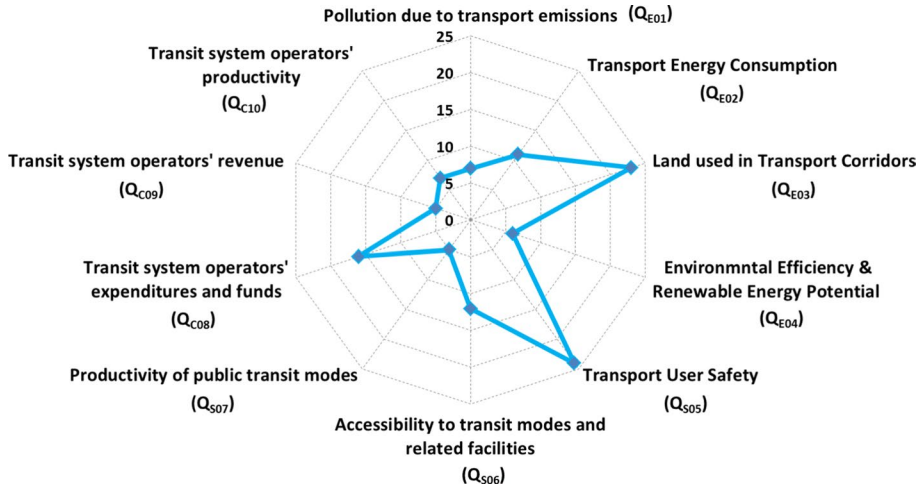 Pollution due to transport emissions (QE01)
Transport Energy Consumption
(QE02)
Land used in Transport Corridors
(QE03)
Environmntal Efficiency &
Renewable Energy Potential
(QE04)
Transport User Safety
(QS05)
Accessibility to transit modes and
related facilities
(QS06)
Productivity of public transit modes
(QS07)
Transit system operators'
expenditures and funds
(QC08)
Transit system operators' revenue
(QC09)
Transit system operators'
productivity
(QC10)
25
20
15
10
5
0